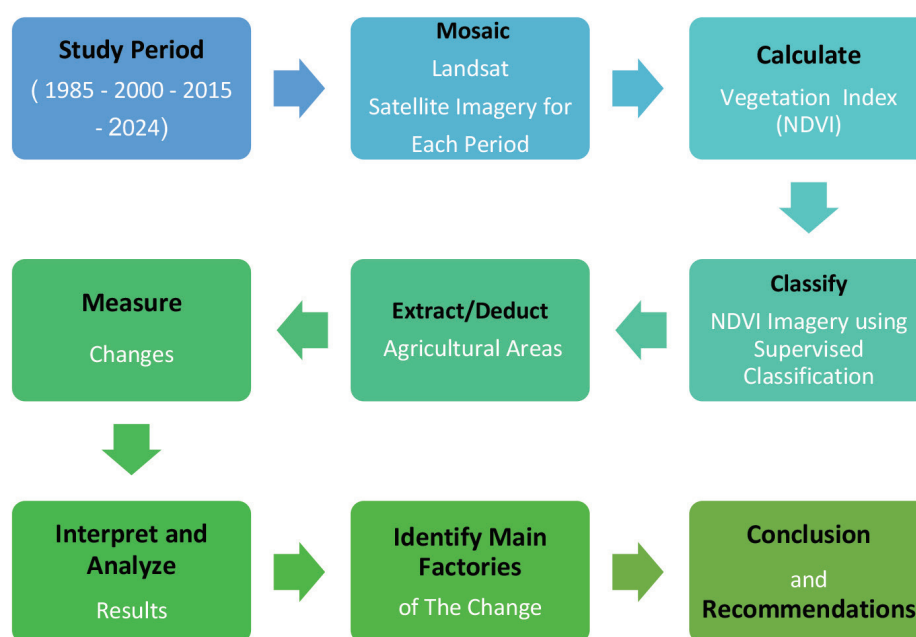 Study Period
( 1985 - 2000 - 2015
- 2024)
Mosaic
Landsat
Satellite Imagery for
Each Period
Calculate
Vegetation Index
(NDVI)
Classify
NDVI Imagery using
Supervised
Classification
Extract/Deduct
Agricultural Areas
Measure
Changes
Interpret and
Analyze
Results
Identify Main
Factories
of The Change
Conclusion
and
Recommendations